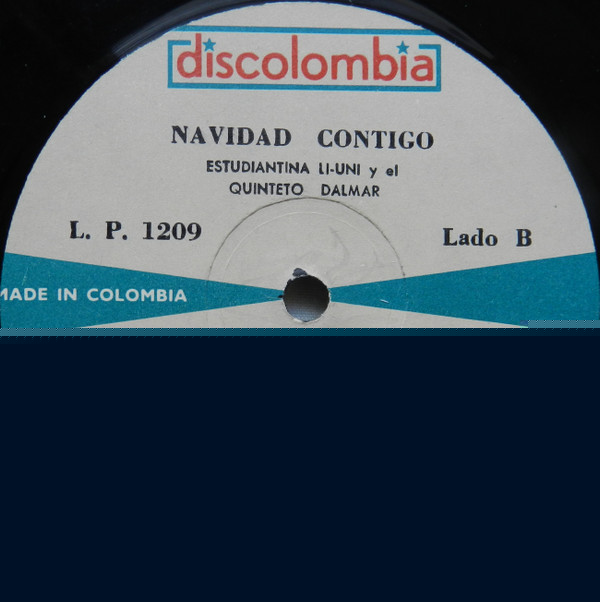 discolombia
NAVIDAD CONTIGO
ESTUDIANTINA LI-UNI y el
QUINTETO DALMAR
L. P. 1209
Lado B
MADE IN COLOMBIA